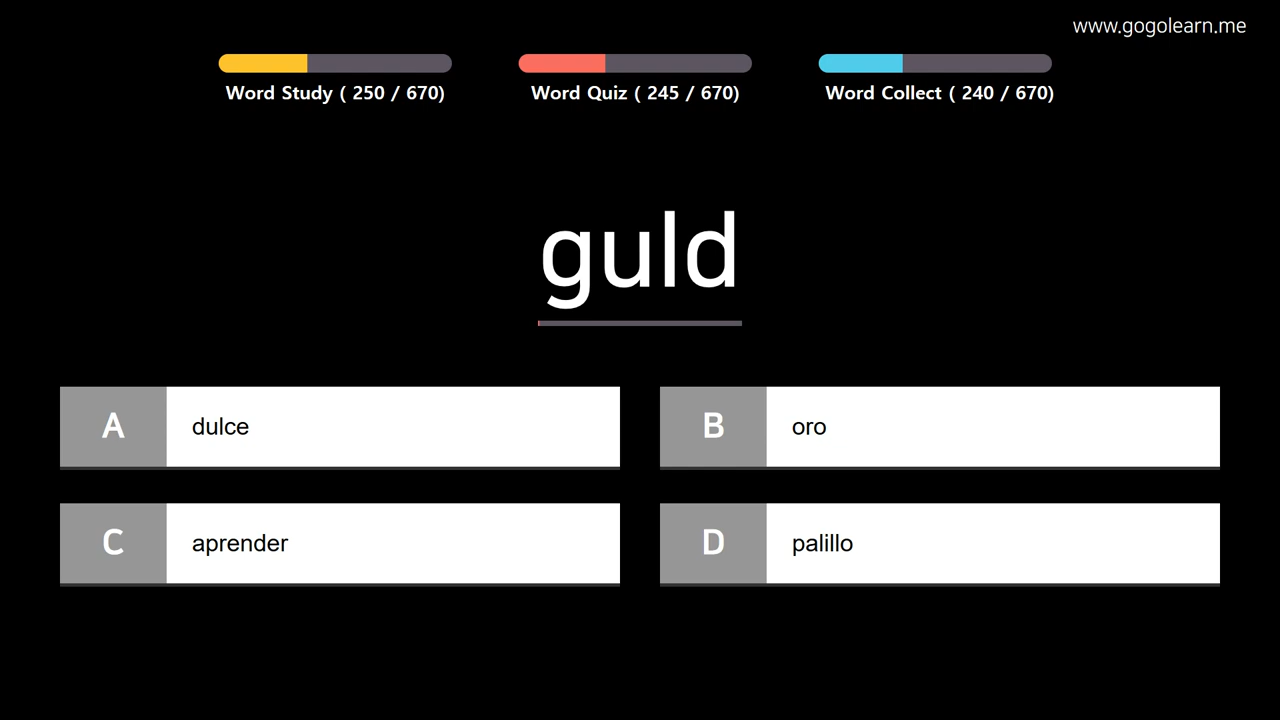 www.gogolearn.me
Word Study ( 250 / 670)
Word Quiz ( 245 / 670)
Word Collect ( 240 / 670)
guld
A dulce
B oro
C aprender
D palillo